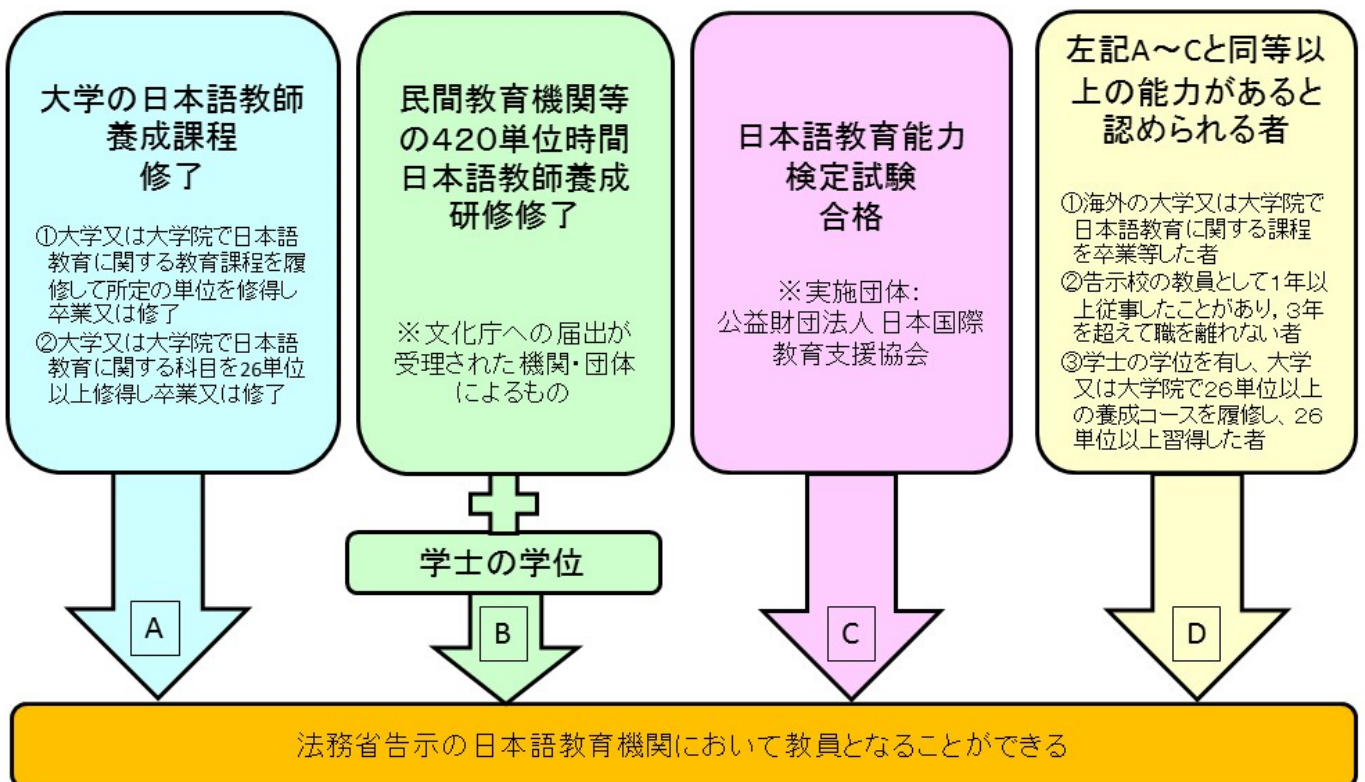 大学の日本語教師
養成課程
修了
①大学又は大学院で日本語
教育に関する教育課程を履
修して所定の単位を修得し
卒業又は修了
②大学又は大学院で日本語
教育に関する科目を26単位
以上修得し卒業又は修了
A
民間教育機関等
の420単位時間
日本語教師養成
研修修了
※文化庁への届出が
受理された機関・団体
によるもの
学士の学位
B
日本語教育能力
検定試験
合格
※実施団体:
公益財団法人 日本国際
教育支援協会
C
左記A～Cと同等以
上の能力があると
認められる者
①海外の大学又は大学院で
日本語教育に関する課程
を卒業等した者
②告示校の教員として1年以
上従事したことがあり，3年
を超えて職を離れない者
③学士の学位を有し、大学
又は大学院で26単位以上
の養成コースを履修し、26
単位以上習得した者
D
法務省告示の日本語教育機関において教員となることができる